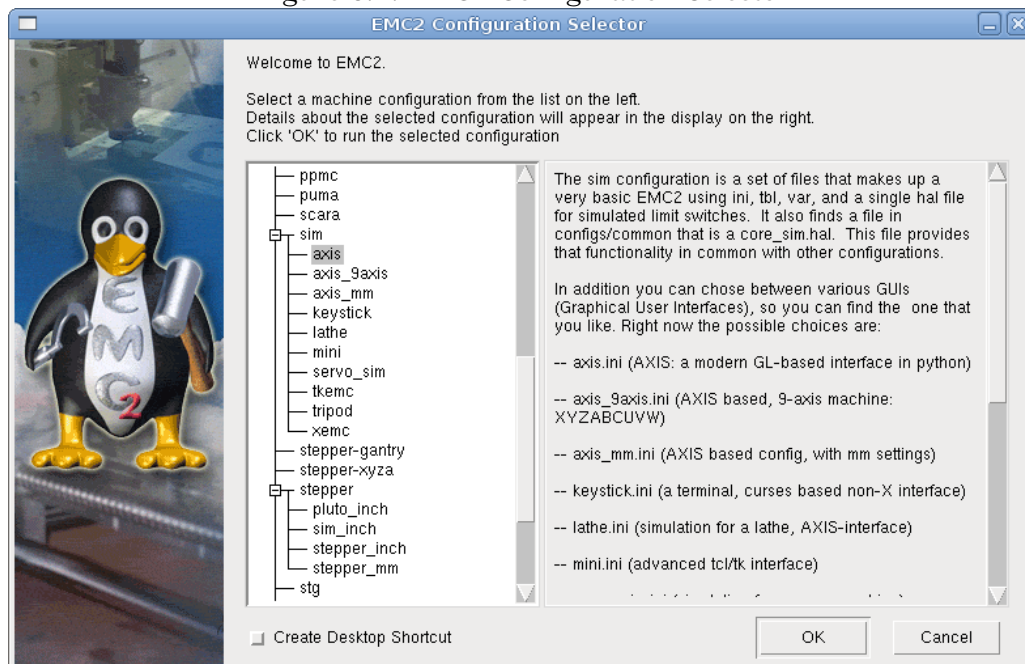 EMC2 Configuration Selector
Welcome to EMC2.
Select a machine configuration from the list on the left.
Details about the selected configuration will appear in the display on the right.
Click 'OK' to run the selected configuration
ppmc
puma
scara
sim
axis
axis_9axis
axis_mm
keystick
lathe
mini
servo_sim
tkemc
tripod
xemc
stepper-gantry
stepper-xyza
stepper
pluto_inch
sim_inch
stepper_inch
stepper_mm
stg
The sim configuration is a set of files that makes up a
very basic EMC2 using ini, tbl, var, and a single hal file
for simulated limit switches.  It also finds a file in
configs/common that is a core_sim.hal.  This file provides
that functionality in common with other configurations.
In addition you can chose between various GUIs
(Graphical User Interfaces), so you can find the  one that
you like. Right now the possible choices are:
-- axis.ini (AXIS: a modern GL-based interface in python)
-- axis_9axis.ini (AXIS based, 9-axis machine:
XYZABCUVW)
-- axis_mm.ini (AXIS based config, with mm settings)
-- keystick.ini (a terminal, curses based non-X interface)
-- lathe.ini (simulation for a lathe, AXIS-interface)
-- mini.ini (advanced tcl/tk interface)
Create Desktop Shortcut
OK
Cancel
EMC2